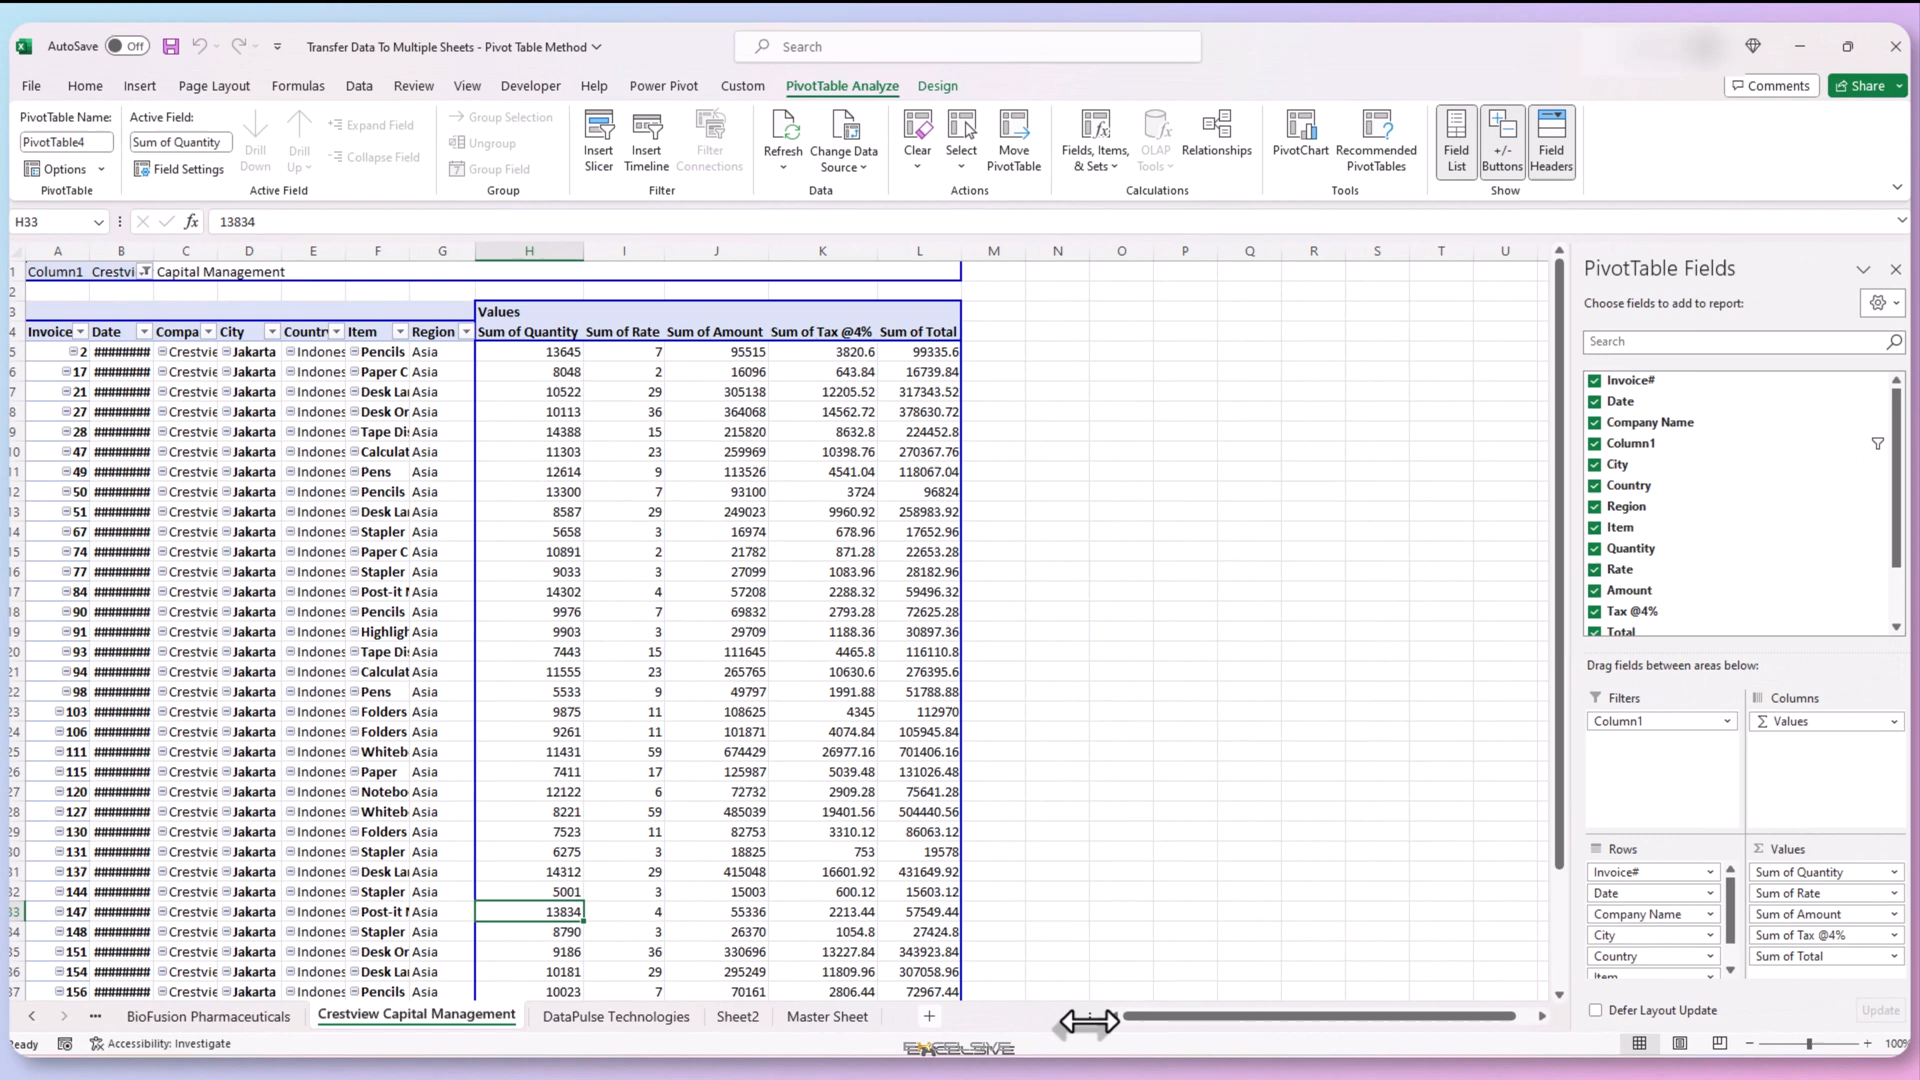 AutoSave Off Transfer Data To Multiple Sheets - Pivot Table Method Search
File Home Insert Page Layout Formulas Data Review View Developer Help Power Pivot Custom PivotTable Analyze Design Comments Share
PivotTable Name:
PivotTable4
Options
PivotTable
Active Field:
Sum of Quantity
Field Settings
Drill Down
Drill Up
Expand Field
Collapse Field
Active Field
Group Selection
Ungroup
Group Field
Group
Insert Slicer
Insert Timeline
Filter Connections
Filter
Refresh
Change Data Source
Data
Clear
Select
Move PivotTable
Actions
Fields, Items, & Sets
OLAP Tools
Relationships
Calculations
PivotChart
Recommended PivotTables
Tools
Field List
+/- Buttons
Field Headers
Show
H33 fx 13834
A B C D E F G H I J K L M N O P Q R S T U
1 Column1 Crestvi Capital Management
2
3 Values
4 Invoice Date Compa City Country Item Region Sum of Quantity Sum of Rate Sum of Amount Sum of Tax @4% Sum of Total
5 2 ######## Crestvie Jakarta Indones Pencils Asia 13645 7 95515 3820.6 99335.6
6 17 ######## Crestvie Jakarta Indones Paper C Asia 8048 2 16096 643.84 16739.84
7 21 ######## Crestvie Jakarta Indones Desk La Asia 10522 29 305138 12205.52 317343.52
8 27 ######## Crestvie Jakarta Indones Desk Or Asia 10113 36 364068 14562.72 378630.72
9 28 ######## Crestvie Jakarta Indones Tape Di Asia 14388 15 215820 8632.8 224452.8
10 47 ######## Crestvie Jakarta Indones Calculat Asia 11303 23 259969 10398.76 270367.76
11 49 ######## Crestvie Jakarta Indones Pens Asia 12614 9 113526 4541.04 118067.04
12 50 ######## Crestvie Jakarta Indones Pencils Asia 13300 7 93100 3724 96824
13 51 ######## Crestvie Jakarta Indones Desk La Asia 8587 29 249023 9960.92 258983.92
14 67 ######## Crestvie Jakarta Indones Stapler Asia 5658 3 16974 678.96 17652.96
15 74 ######## Crestvie Jakarta Indones Paper C Asia 10891 2 21782 871.28 22653.28
16 77 ######## Crestvie Jakarta Indones Stapler Asia 9033 3 27099 1083.96 28182.96
17 84 ######## Crestvie Jakarta Indones Post-it Asia 14302 4 57208 2288.32 59496.32
18 90 ######## Crestvie Jakarta Indones Pencils Asia 9976 7 69832 2793.28 72625.28
19 91 ######## Crestvie Jakarta Indones Highlig Asia 9903 3 29709 1188.36 30897.36
20 93 ######## Crestvie Jakarta Indones Tape Di Asia 7443 15 111645 4465.8 116110.8
21 94 ######## Crestvie Jakarta Indones Calculat Asia 11555 23 265765 10630.6 276395.6
22 98 ######## Crestvie Jakarta Indones Pens Asia 5533 9 49797 1991.88 51788.88
23 103 ######## Crestvie Jakarta Indones Folders Asia 9875 11 108625 4345 112970
24 106 ######## Crestvie Jakarta Indones Folders Asia 9261 11 101871 4074.84 105945.84
25 111 ######## Crestvie Jakarta Indones Whiteb Asia 11431 59 674429 26977.16 701406.16
26 115 ######## Crestvie Jakarta Indones Paper Asia 7411 17 125987 5039.48 131026.48
27 120 ######## Crestvie Jakarta Indones Notebo Asia 12122 6 72732 2909.28 75641.28
28 127 ######## Crestvie Jakarta Indones Whiteb Asia 8221 59 485039 19401.56 504440.56
29 130 ######## Crestvie Jakarta Indones Folders Asia 7523 11 82753 3310.12 86063.12
30 131 ######## Crestvie Jakarta Indones Stapler Asia 6275 3 18825 753 19578
31 137 ######## Crestvie Jakarta Indones Desk La Asia 14312 29 415048 16601.92 431649.92
32 144 ######## Crestvie Jakarta Indones Stapler Asia 5001 3 15003 600.12 15603.12
33 147 ######## Crestvie Jakarta Indones Post-it Asia 13834 4 55336 2213.44 57549.44
34 148 ######## Crestvie Jakarta Indones Stapler Asia 8790 3 26370 1054.8 27424.8
35 151 ######## Crestvie Jakarta Indones Desk Or Asia 9186 36 330696 13227.84 343923.84
36 154 ######## Crestvie Jakarta Indones Desk La Asia 10181 29 295249 11809.96 307058.96
37 156 ######## Crestvie Jakarta Indones Pencils Asia 10023 7 70161 2806.44 72967.44
PivotTable Fields
Choose fields to add to report:
Search
Invoice#
Date
Company Name
Column1
City
Country
Region
Item
Quantity
Rate
Amount
Tax @4%
Total
Drag fields between areas below:
Filters
Column1
Columns
Σ Values
Rows
Invoice#
Date
Company Name
City
Country
Item
Σ Values
Sum of Quantity
Sum of Rate
Sum of Amount
Sum of Tax @4%
Sum of Total
Defer Layout Update Update
... BioFusion Pharmaceuticals Crestview Capital Management DataPulse Technologies Sheet2 Master Sheet +
eady Accessibility: Investigate EXCELSIVE 100%